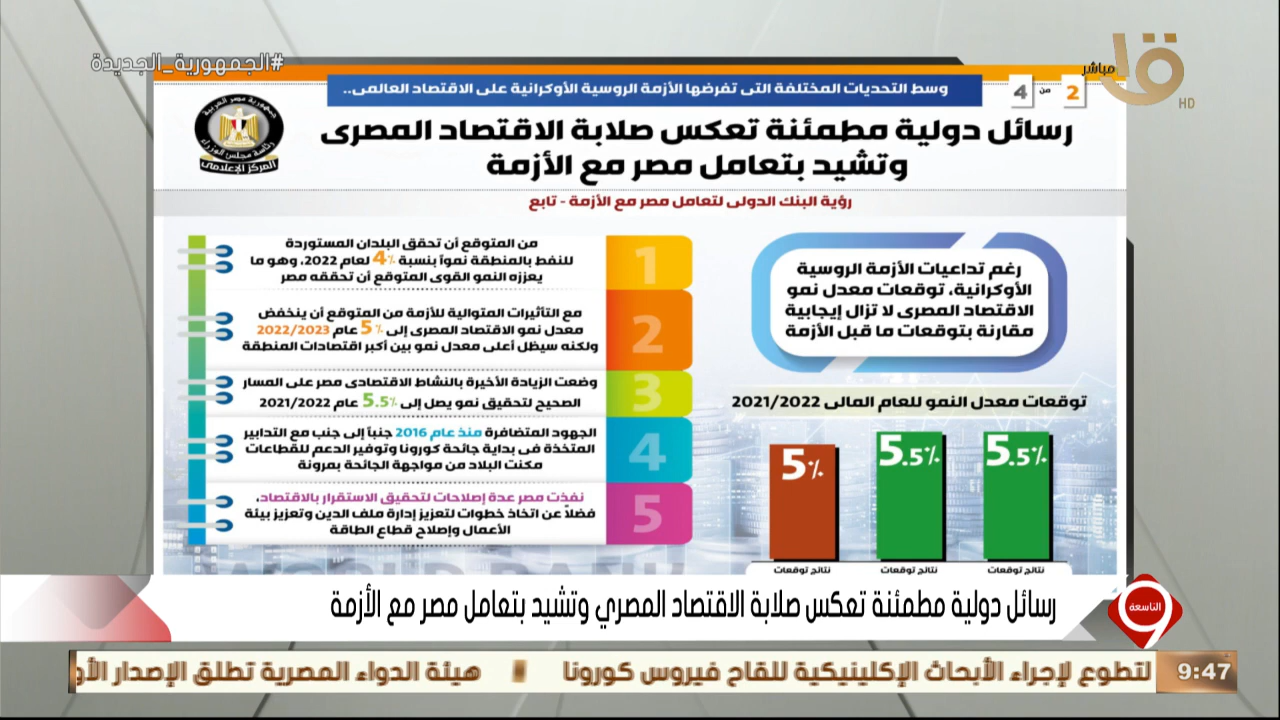 #الجمهورية_الجديدة
مباشر
HD
وسط التحديات المختلفة التى تفرضها الأزمة الروسية الأوكرانية على الاقتصاد العالمى..
2 من 4
رسائل دولية مطمئنة تعكس صلابة الاقتصاد المصرى
وتشيد بتعامل مصر مع الأزمة
جمهورية مصر العربية
رئاسة مجلس الوزراء
المركز الإعلامى
رؤية البنك الدولى لتعامل مصر مع الأزمة - تابع
رغم تداعيات الأزمة الروسية
الأوكرانية، توقعات معدل نمو
الاقتصاد المصرى لا تزال إيجابية
مقارنة بتوقعات ما قبل الأزمة
توقعات معدل النمو للعام المالى 2021/2022
5.5%
5.5%
5%
نتائج توقعات
نتائج توقعات
نتائج توقعات
1
من المتوقع أن تحقق البلدان المستوردة
للنفط بالمنطقة نمواً بنسبة 4% لعام 2022، وهو ما
يعززه النمو القوى المتوقع أن تحققه مصر
2
مع التأثيرات المتوالية للأزمة من المتوقع أن ينخفض
معدل نمو الاقتصاد المصرى إلى 5% عام 2022/2023
ولكنه سيظل أعلى معدل نمو بين أكبر اقتصادات المنطقة
3
وضعت الزيادة الأخيرة بالنشاط الاقتصادى مصر على المسار
الصحيح لتحقيق نمو يصل إلى 5.5% عام 2021/2022
4
الجهود المتضافرة منذ عام 2016 جنباً إلى جنب مع التدابير
المتخذة فى بداية جائحة كورونا وتوفير الدعم للقطاعات
مكنت البلاد من مواجهة الجائحة بمرونة
5
نفذت مصر عدة إصلاحات لتحقيق الاستقرار بالاقتصاد،
فضلاً عن اتخاذ خطوات لتعزيز إدارة ملف الدين وتعزيز بيئة
الأعمال وإصلاح قطاع الطاقة
رسائل دولية مطمئنة تعكس صلابة الاقتصاد المصري وتشيد بتعامل مصر مع الأزمة
التاسعة
9:47
لتطوع لإجراء الأبحاث الإكلينيكية للقاح فيروس كورونا هيئة الدواء المصرية تطلق الإصدار الأو